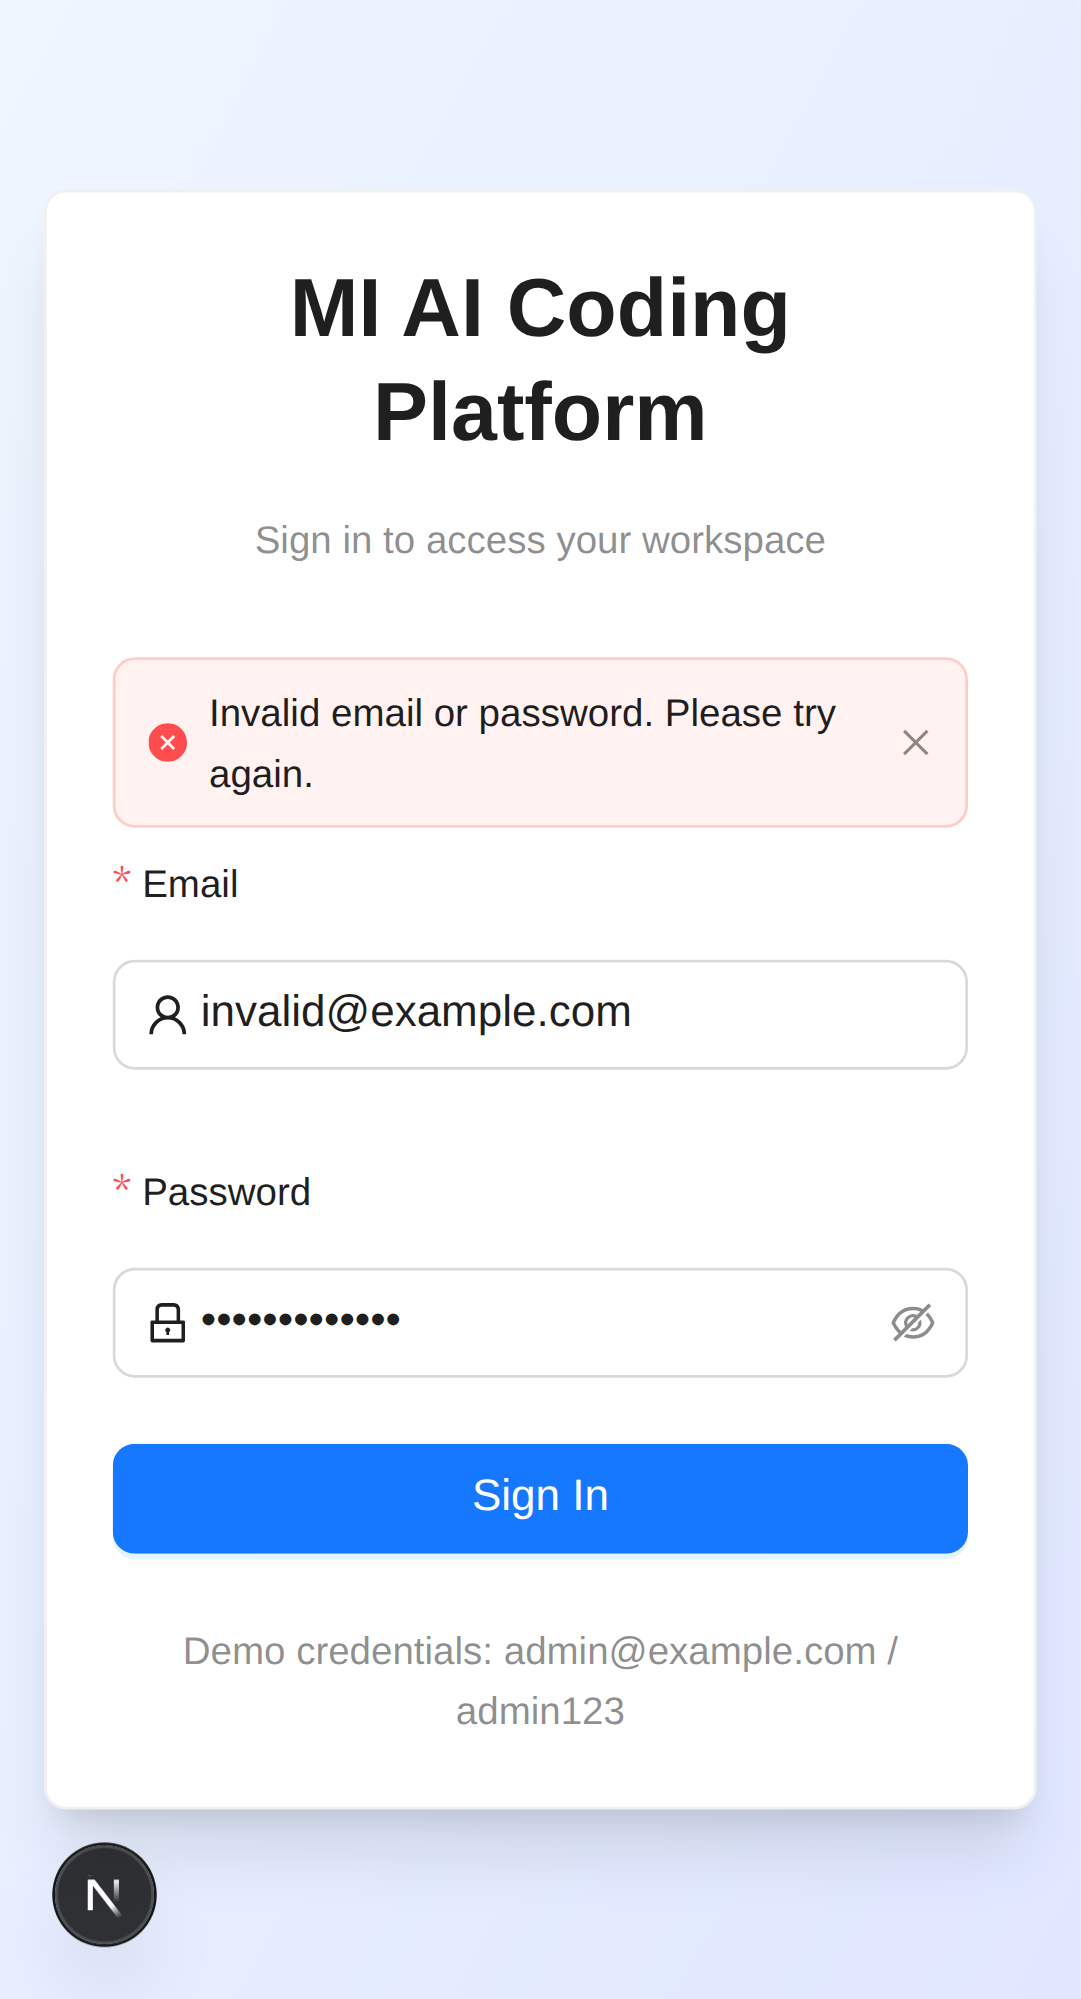 MI AI Coding
Platform
Sign in to access your workspace
Invalid email or password. Please try
again.
* Email
invalid@example.com
* Password
•••••••••••••
Sign In
Demo credentials: admin@example.com /
admin123
N